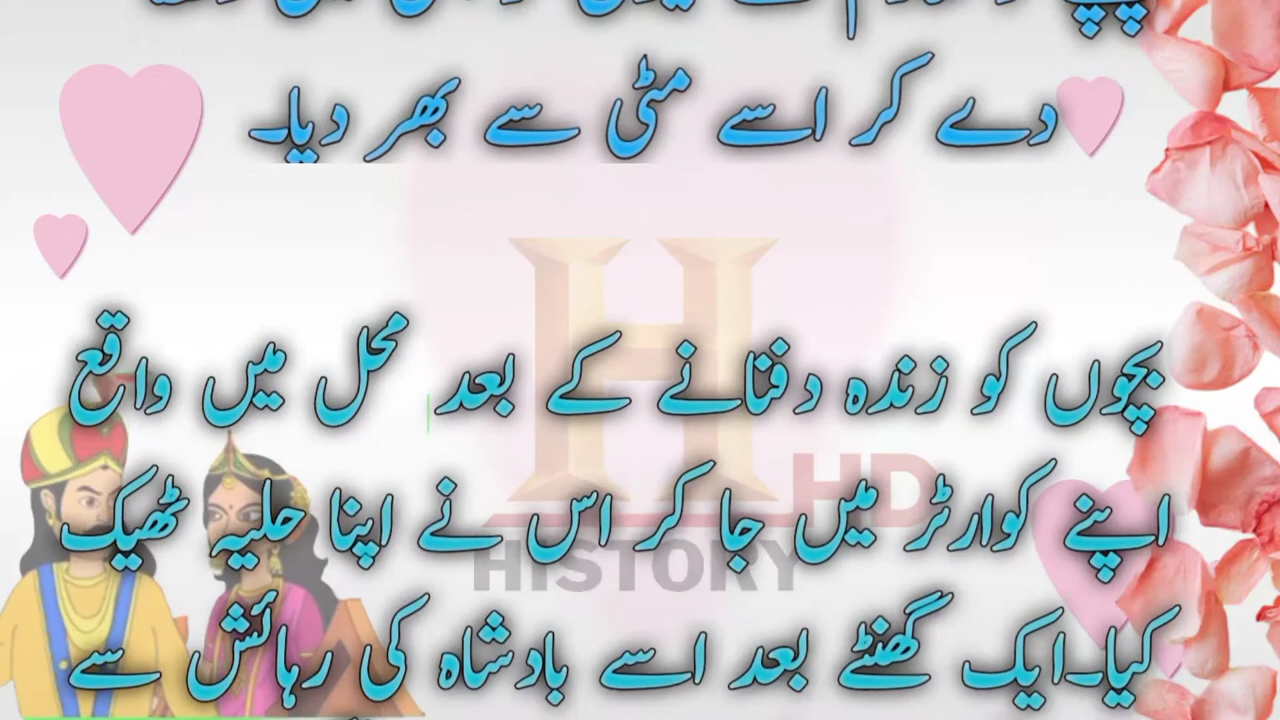 دے کر اسے مٹی سے بھر دیا۔
بچوں کو زندہ دفنانے کے بعد محل میں واقع
اپنے کوارٹر میں جا کر اس نے اپنا حلیہ ٹھیک
کیا۔ایک گھنٹے بعد اسے بادشاہ کی رہائش سے
H
HD
HISTORY